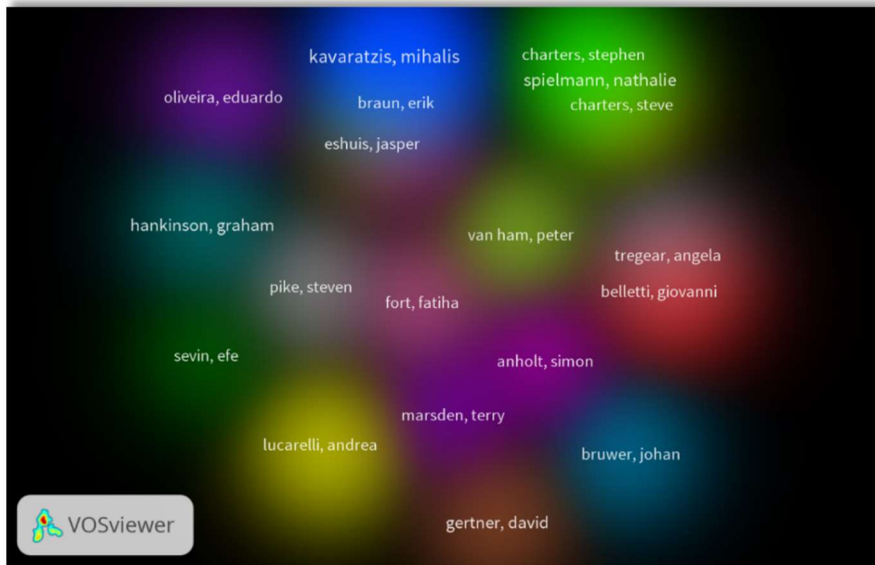 kavaratzis, mihalis
charters, stephen
spielmann, nathalie
oliveira, eduardo
braun, erik
charters, steve
eshuis, jasper
hankinson, graham
van ham, peter
tregear, angela
pike, steven
fort, fatiha
belletti, giovanni
sevin, efe
anholt, simon
marsden, terry
lucarelli, andrea
bruwer, johan
gertner, david
VOSviewer